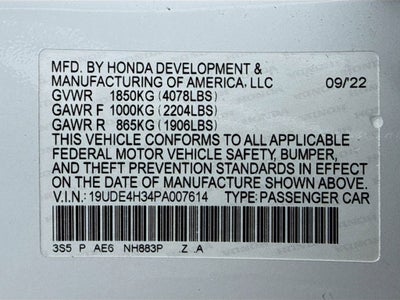 MFD. BY HONDA DEVELOPMENT &
MANUFACTURING OF AMERICA, LLC 09/'22
GVWR 1850KG (4078LBS)
GAWR F 1000KG (2204LBS)
GAWR R 865KG (1906LBS)
THIS VEHICLE CONFORMS TO ALL APPLICABLE
FEDERAL MOTOR VEHICLE SAFETY, BUMPER,
AND THEFT PREVENTION STANDARDS IN EFFECT
ON THE DATE OF MANUFACTURE SHOWN ABOVE.
V.I.N.: 19UDE4H34PA007614 TYPE: PASSENGER CAR
3S5 P AE6 NH883P Z A